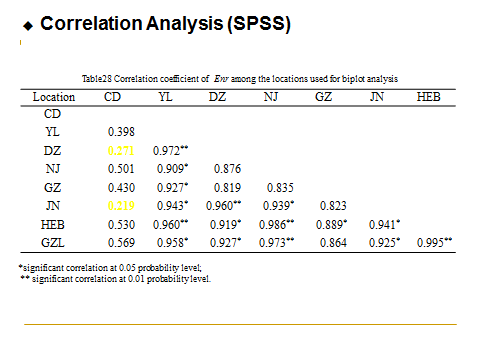 ◆ Correlation Analysis (SPSS)
Table28 Correlation coefficient of Enr among the locations used for biplot analysis
Location CD YL DZ NJ GZ JN HEB
CD
YL 0.398
DZ 0.271 0.972**
NJ 0.501 0.909* 0.876
GZ 0.430 0.927* 0.819 0.835
JN 0.219 0.943* 0.960** 0.939* 0.823
HEB 0.530 0.960** 0.919* 0.986** 0.889* 0.941*
GZL 0.569 0.958* 0.927* 0.973** 0.864 0.925* 0.995**
*significant correlation at 0.05 probability level;
** significant correlation at 0.01 probability level.